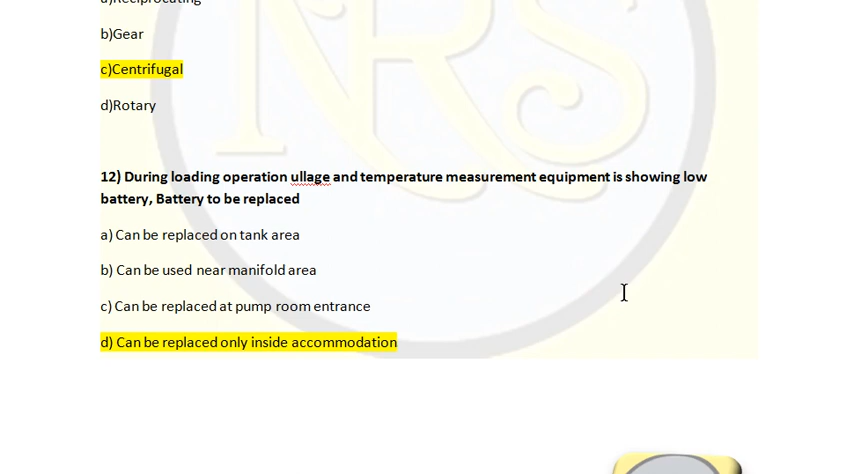 a)Reciprocating
b)Gear
c)Centrifugal
d)Rotary
12) During loading operation ullage and temperature measurement equipment is showing low
battery, Battery to be replaced
a) Can be replaced on tank area
b) Can be used near manifold area
c) Can be replaced at pump room entrance
d) Can be replaced only inside accommodation
NRS